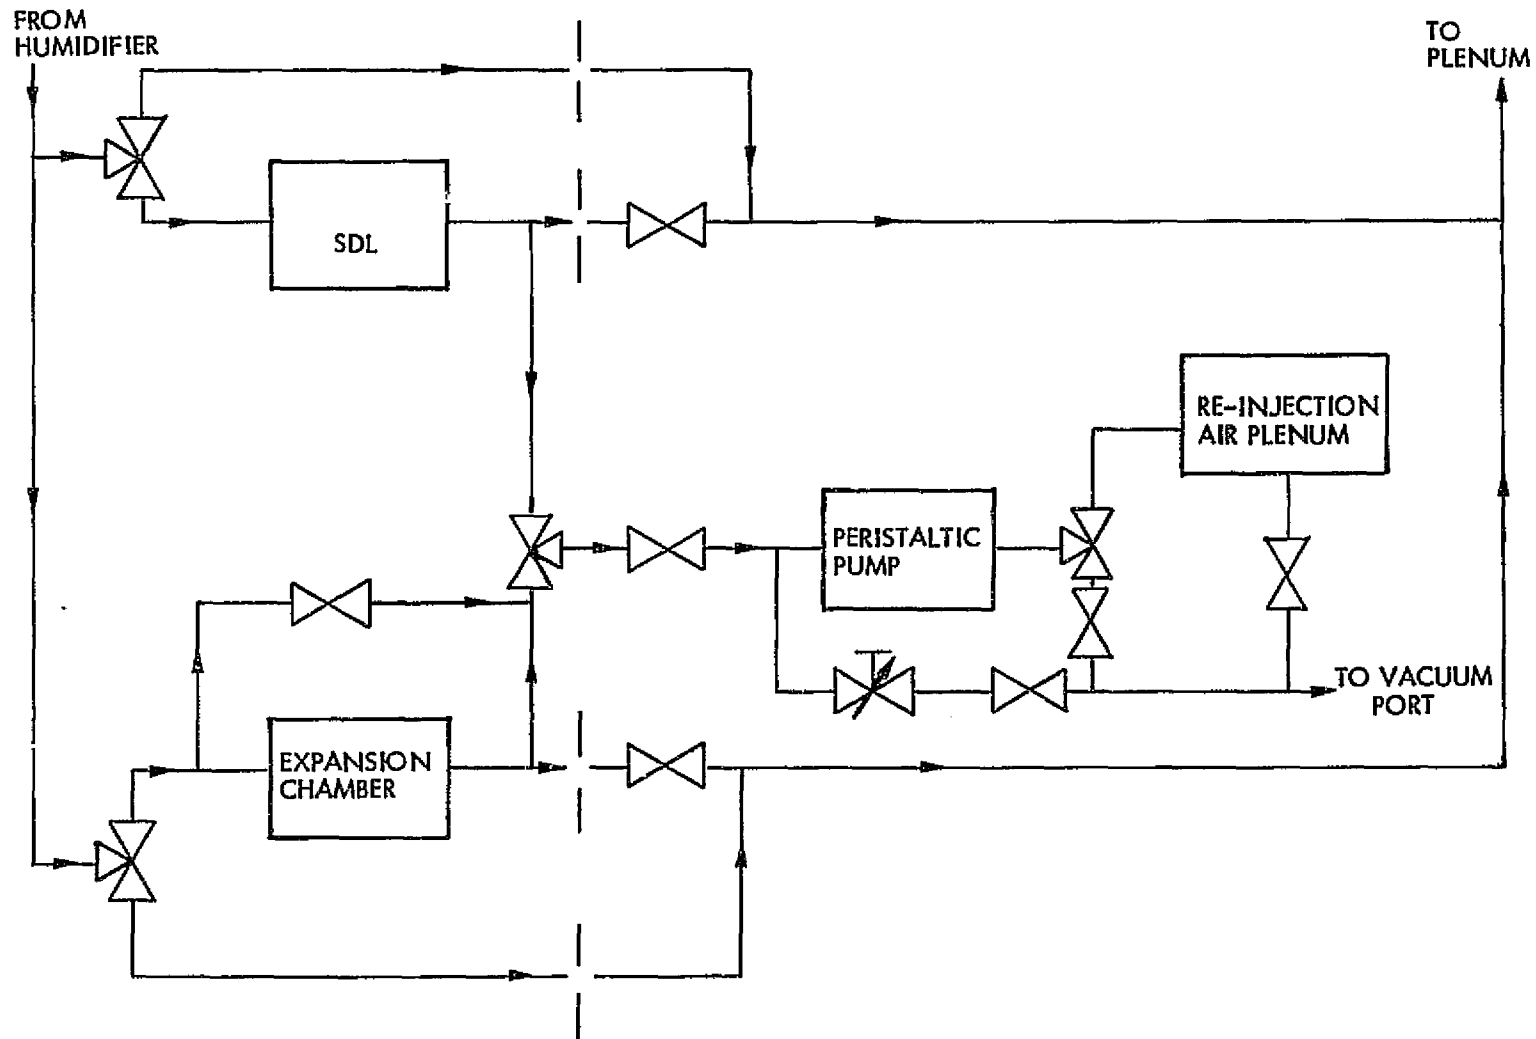 FROM
HUMIDIFIER
TO
PLENUM
SDL
RE-INJECTION
AIR PLENUM
PERISTALTIC
PUMP
TO VACUUM
PORT
EXPANSION
CHAMBER